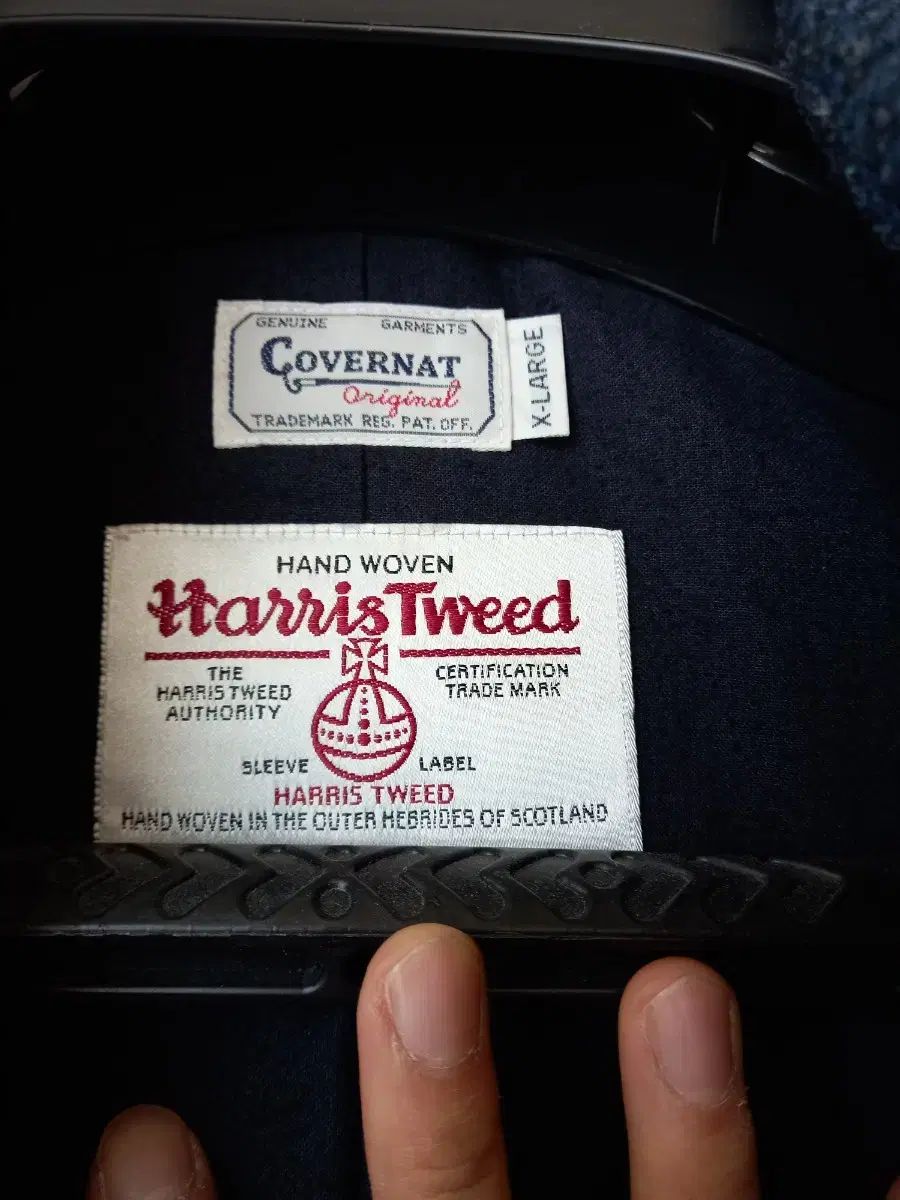 GENUINE GARMENTS
COVERNAT
Original
TRADEMARK REG. PAT. OFF.
X-LARGE
HAND WOVEN
Harris Tweed
THE
HARRIS TWEED
AUTHORITY
CERTIFICATION
TRADE MARK
SLEEVE LABEL
HARRIS TWEED
HAND WOVEN IN THE OUTER HEBRIDES OF SCOTLAND